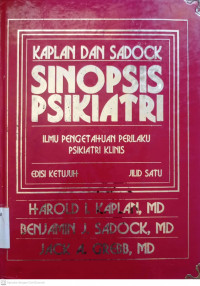 KAPLAN DAN SADOCK
SINOPSIS
PSIKIATRI
ILMU PENGETAHUAN PERILAKU
PSIKIATRI KLINIS
EDISI KETUJUH JILID SATU
HAROLD I. KAPLAN, MD
BENJAMIN J. SADOCK, MD
JACK A. GREBB, MD